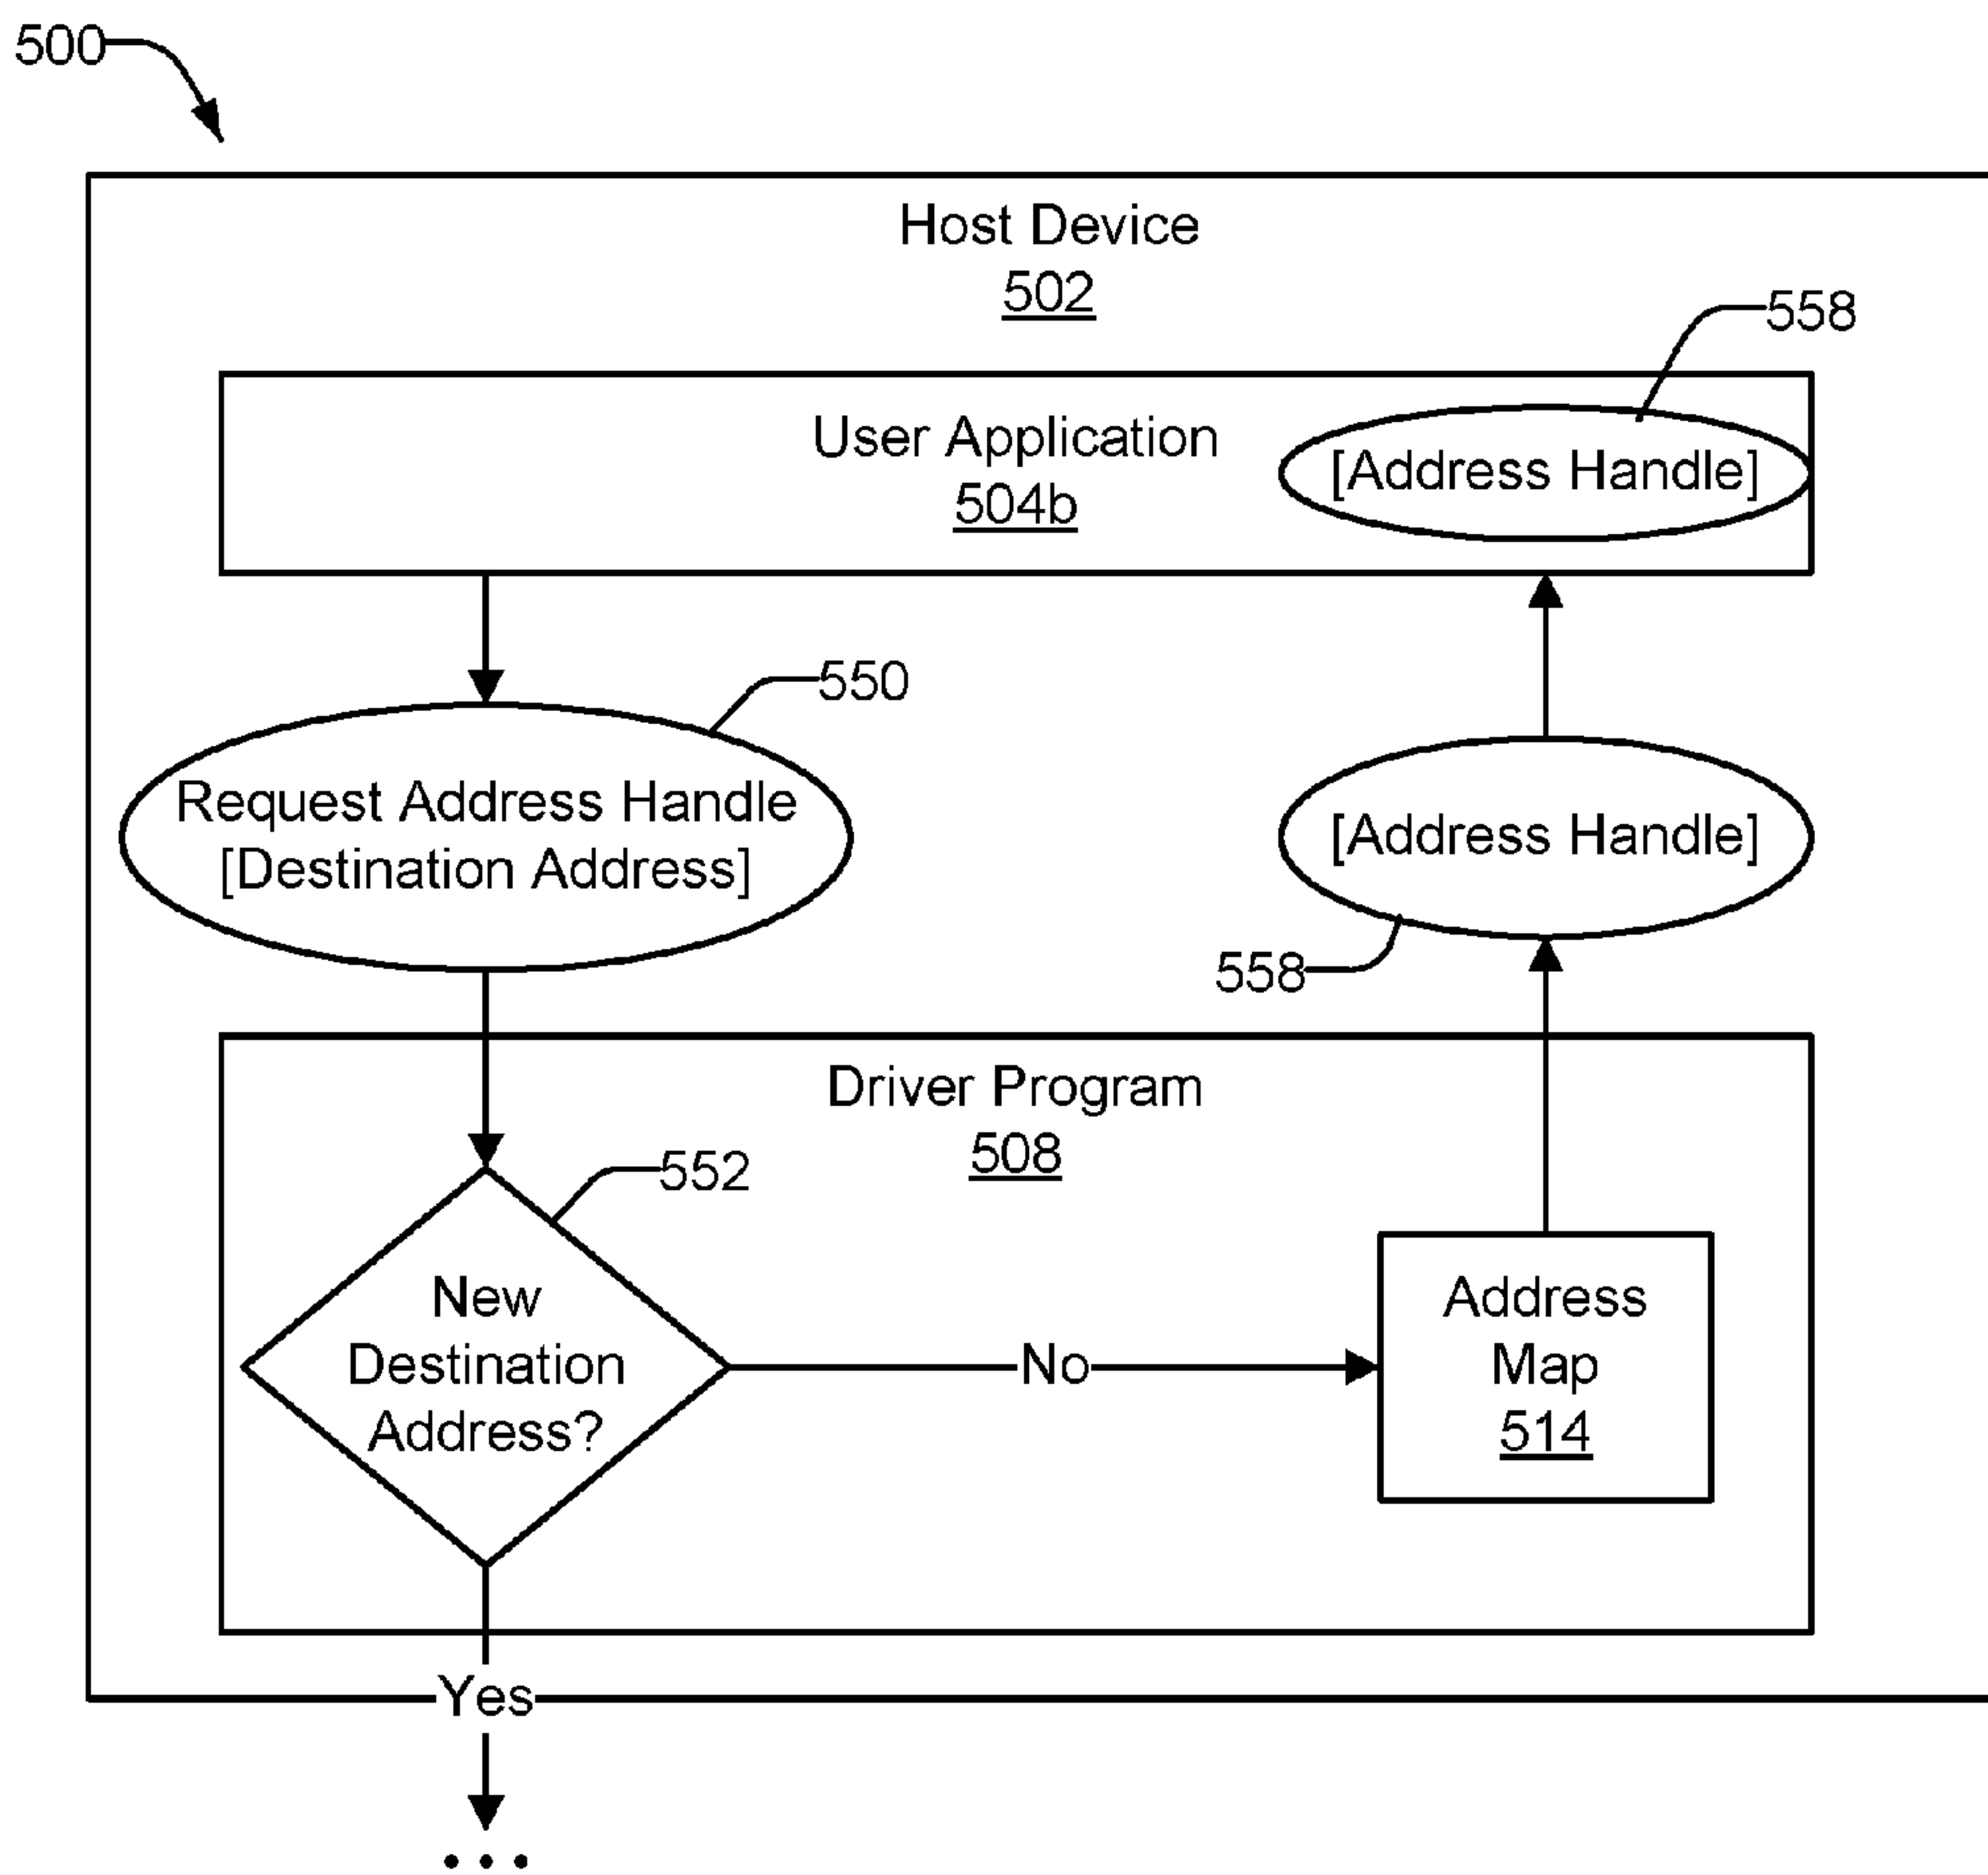 500
Host Device
502
558
User Application
504b
[Address Handle]
550
Request Address Handle
[Destination Address]
[Address Handle]
558
Driver Program
508
552
New
Destination
Address?
No
Address
Map
514
Yes
...